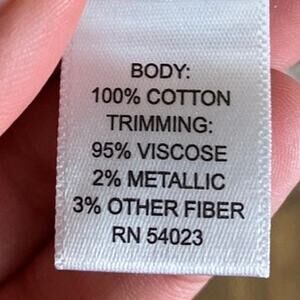 BODY:
100% COTTON
TRIMMING:
95% VISCOSE
2% METALLIC
3% OTHER FIBER
RN 54023